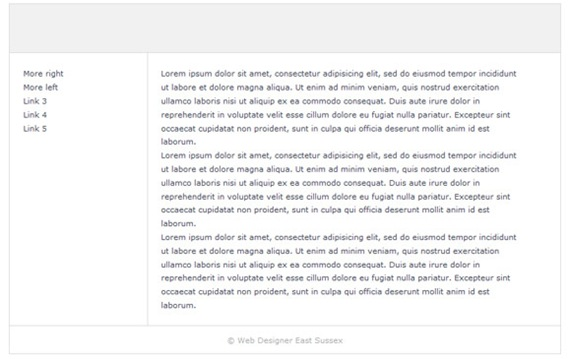 More right
More left
Link 3
Link 4
Link 5
Lorem ipsum dolor sit amet, consectetur adipisicing elit, sed do eiusmod tempor incididunt
ut labore et dolore magna aliqua. Ut enim ad minim veniam, quis nostrud exercitation
ullamco laboris nisi ut aliquip ex ea commodo consequat. Duis aute irure dolor in
reprehenderit in voluptate velit esse cillum dolore eu fugiat nulla pariatur. Excepteur sint
occaecat cupidatat non proident, sunt in culpa qui officia deserunt mollit anim id est
laborum.
Lorem ipsum dolor sit amet, consectetur adipisicing elit, sed do eiusmod tempor incididunt
ut labore et dolore magna aliqua. Ut enim ad minim veniam, quis nostrud exercitation
ullamco laboris nisi ut aliquip ex ea commodo consequat. Duis aute irure dolor in
reprehenderit in voluptate velit esse cillum dolore eu fugiat nulla pariatur. Excepteur sint
occaecat cupidatat non proident, sunt in culpa qui officia deserunt mollit anim id est
laborum.
Lorem ipsum dolor sit amet, consectetur adipisicing elit, sed do eiusmod tempor incididunt
ut labore et dolore magna aliqua. Ut enim ad minim veniam, quis nostrud exercitation
ullamco laboris nisi ut aliquip ex ea commodo consequat. Duis aute irure dolor in
reprehenderit in voluptate velit esse cillum dolore eu fugiat nulla pariatur. Excepteur sint
occaecat cupidatat non proident, sunt in culpa qui officia deserunt mollit anim id est
laborum.
© Web Designer East Sussex